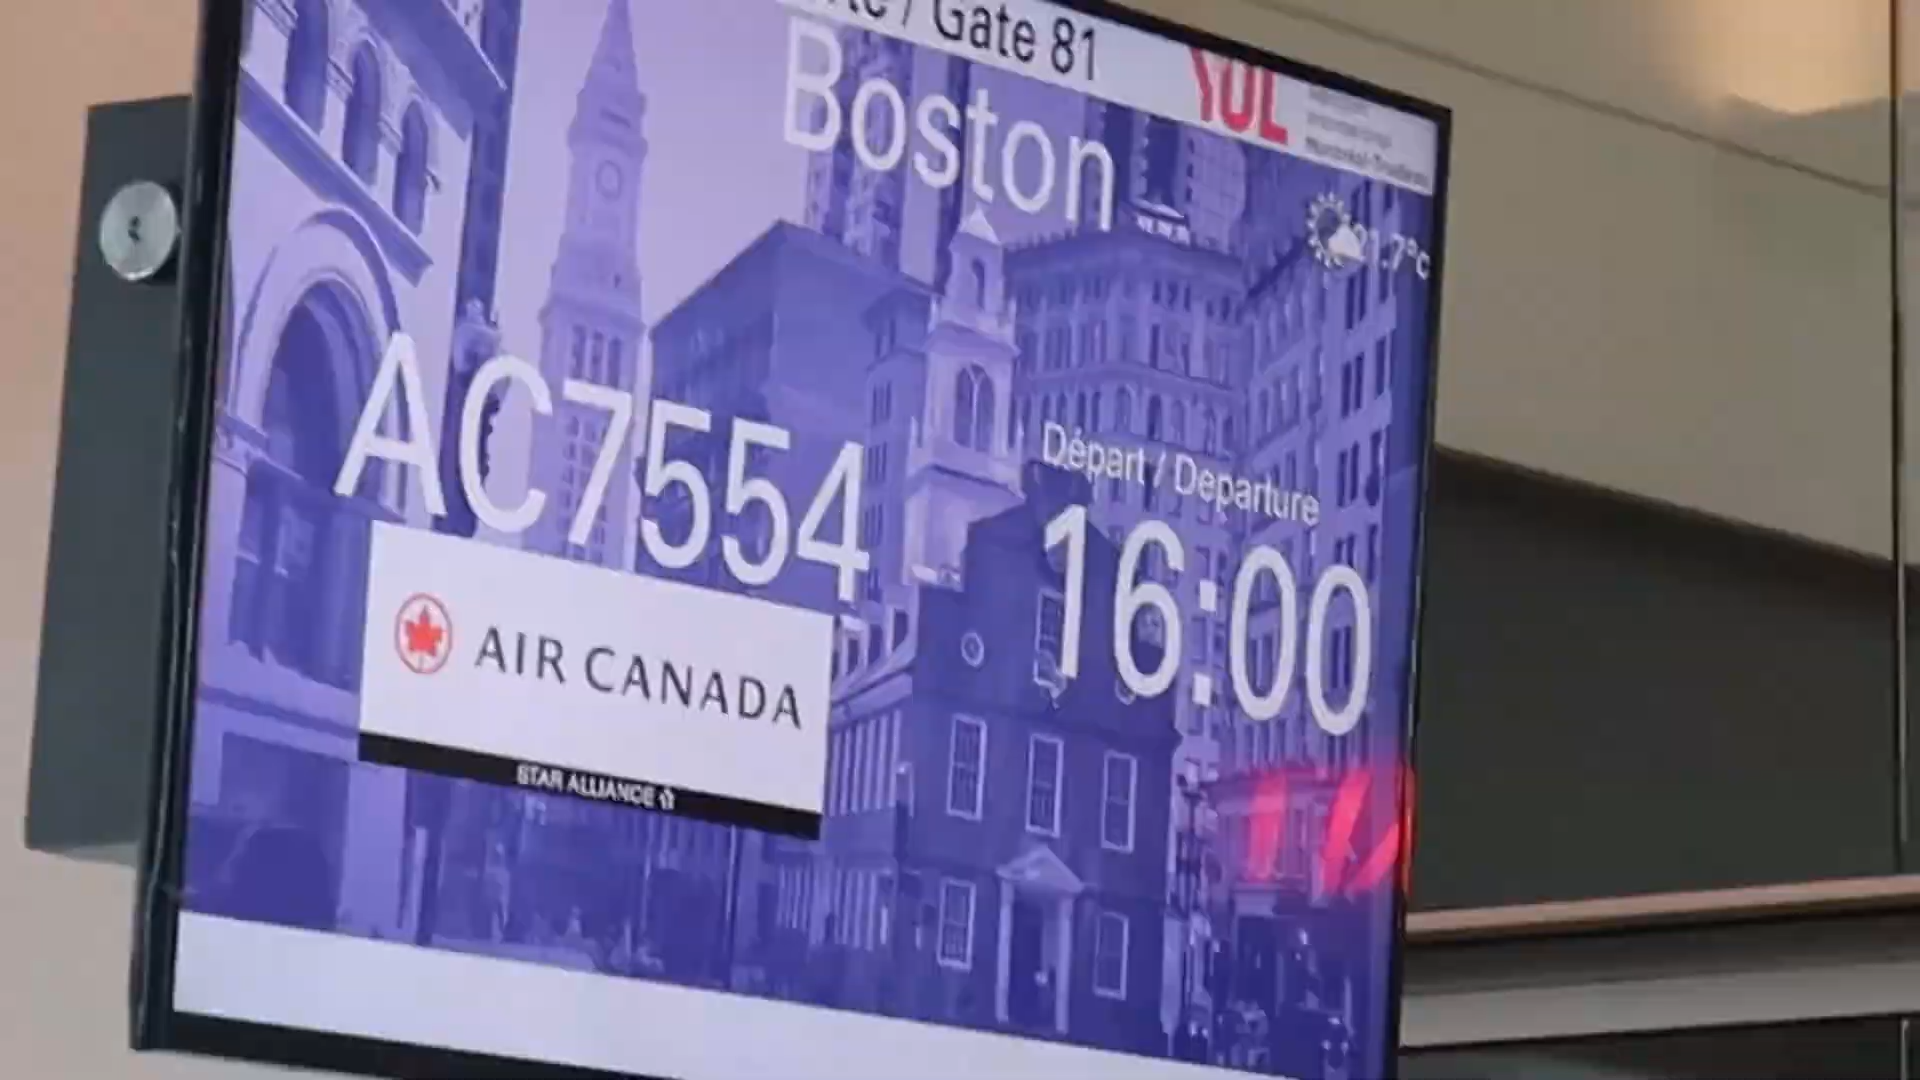 / Gate 81
YUL
Boston
AC7554
Départ / Departure
16:00
AIR CANADA
STAR ALLIANCE